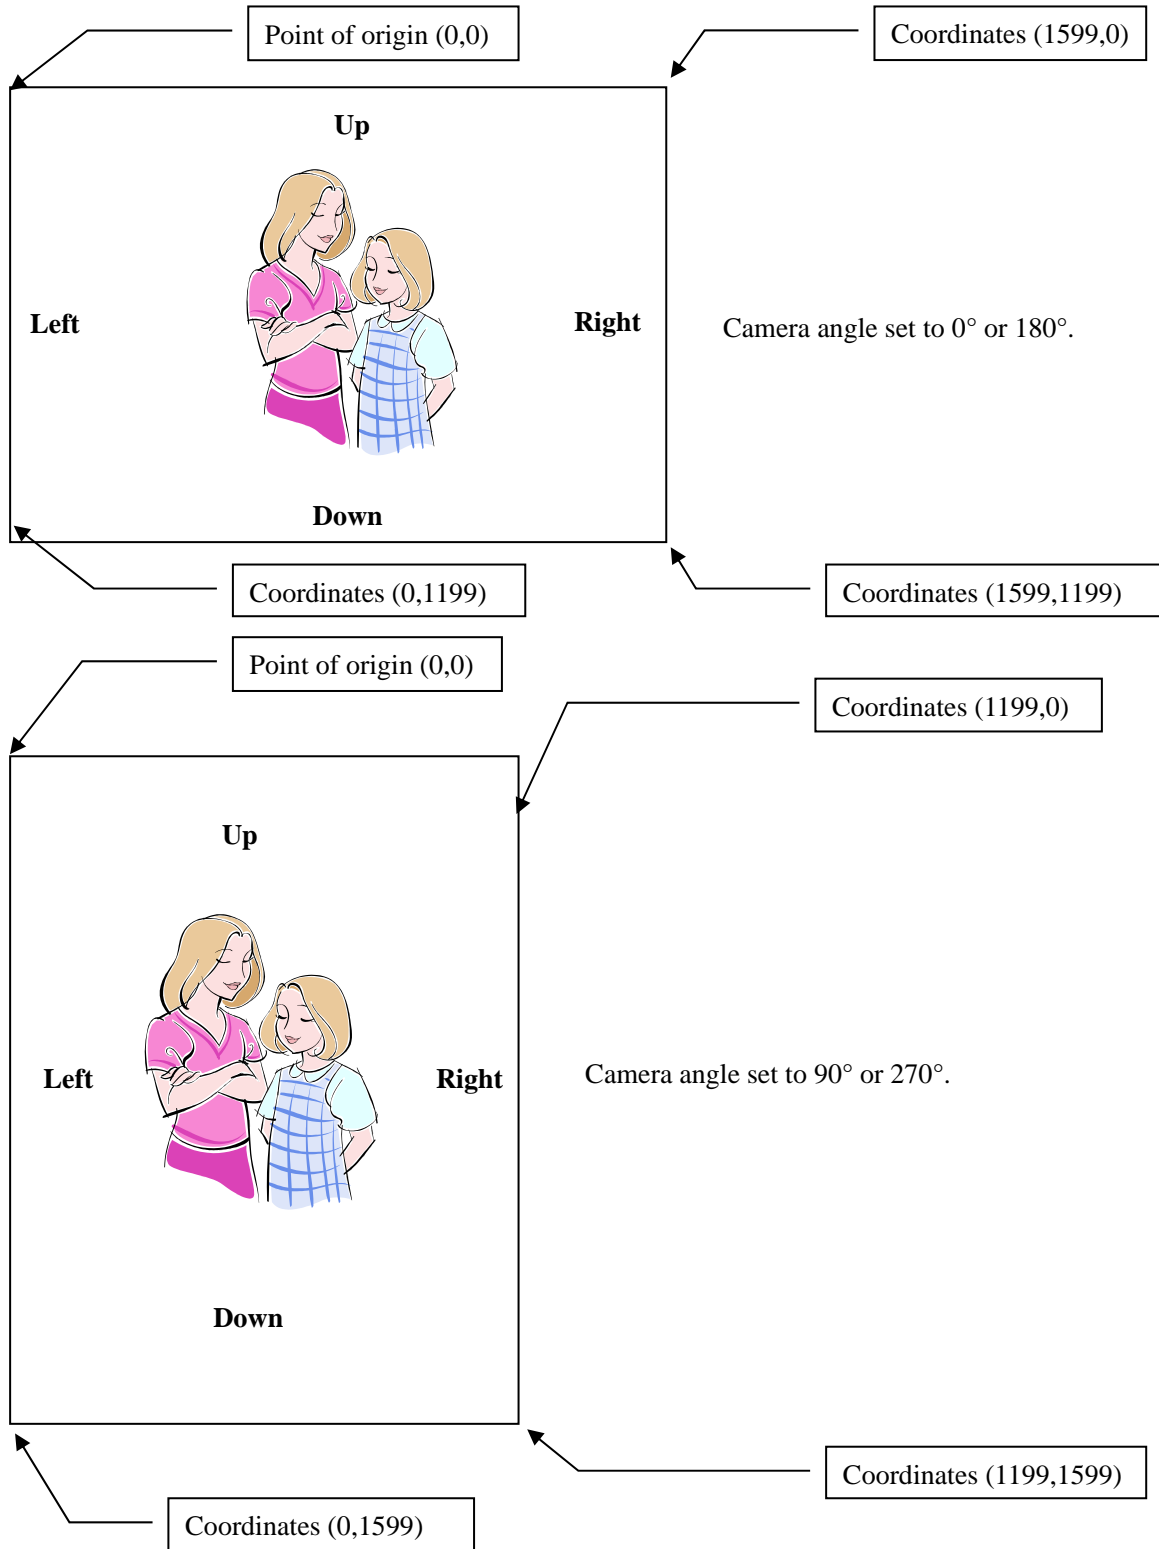 Point of origin (0,0)
Coordinates (1599,0)
Up
Left
Right
Camera angle set to 0° or 180°.
Down
Coordinates (0,1199)
Coordinates (1599,1199)
Point of origin (0,0)
Coordinates (1199,0)
Up
Left
Right
Camera angle set to 90° or 270°.
Down
Coordinates (1199,1599)
Coordinates (0,1599)